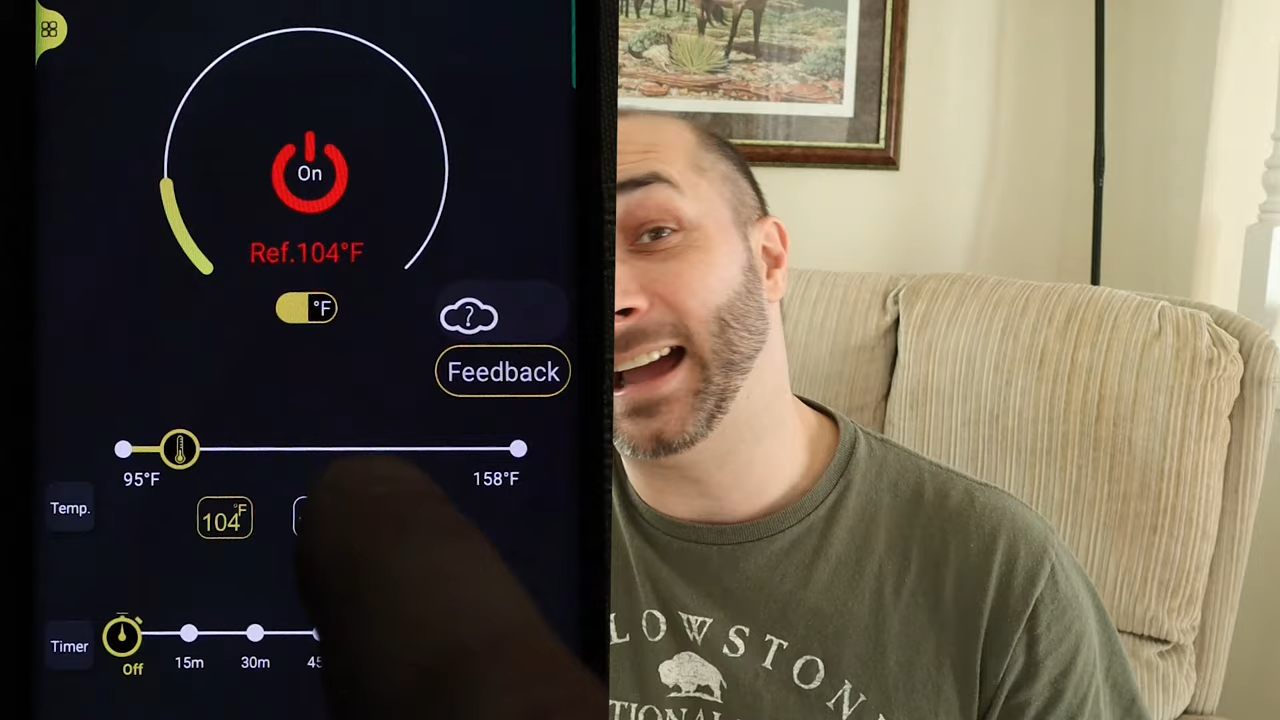 On
Ref.104°F
°F
?
Feedback
95°F
158°F
Temp.
104°F
Timer
Off
15m
30m